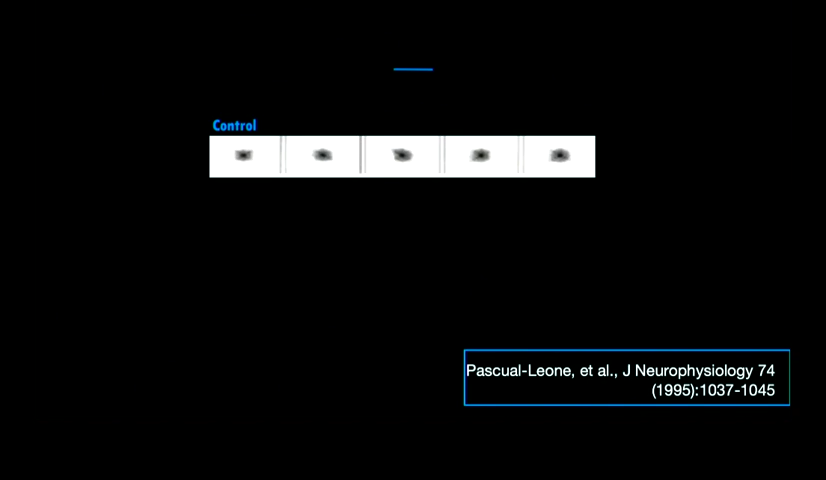 Control
Pascual-Leone, et al., J Neurophysiology 74
(1995):1037-1045